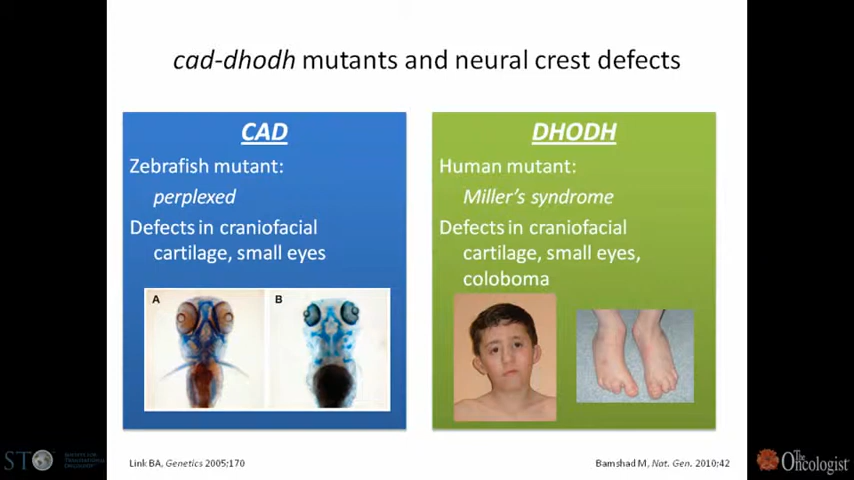 cad-dhodh mutants and neural crest defects
CAD
Zebrafish mutant:
perplexed
Defects in craniofacial
cartilage, small eyes
A
B
DHODH
Human mutant:
Miller's syndrome
Defects in craniofacial
cartilage, small eyes,
coloboma
Link BA, Genetics 2005;170
Bamshad M, Nat. Gen. 2010;42
STO
The
Oncologist